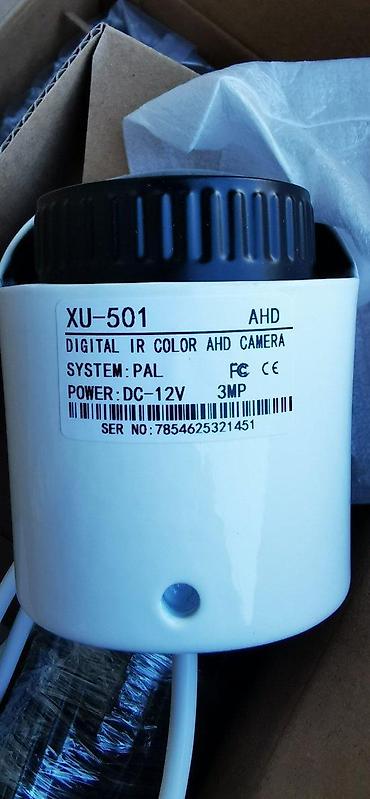 XU-501 AHD
DIGITAL IR COLOR AHD CAMERA
SYSTEM:PAL FC CE
POWER:DC-12V 3MP
SER NO:7854625321451